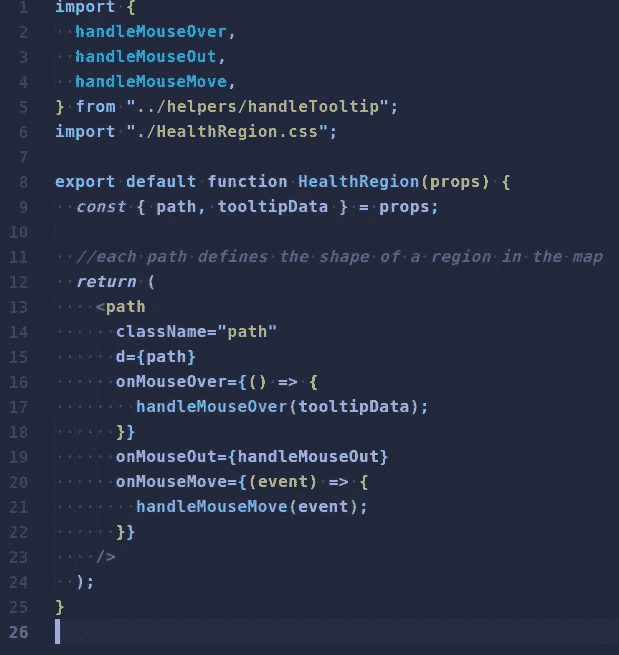 1 import {
2   handleMouseOver,
3   handleMouseOut,
4   handleMouseMove,
5 } from "../helpers/handleTooltip";
6 import "./HealthRegion.css";
7
8 export default function HealthRegion(props) {
9   const { path, tooltipData } = props;
10
11   //each path defines the shape of a region in the map
12   return (
13     <path
14       className="path"
15       d={path}
16       onMouseOver={() => {
17         handleMouseOver(tooltipData);
18       }}
19       onMouseOut={handleMouseOut}
20       onMouseMove={(event) => {
21         handleMouseMove(event);
22       }}
23     />
24   );
25 }
26